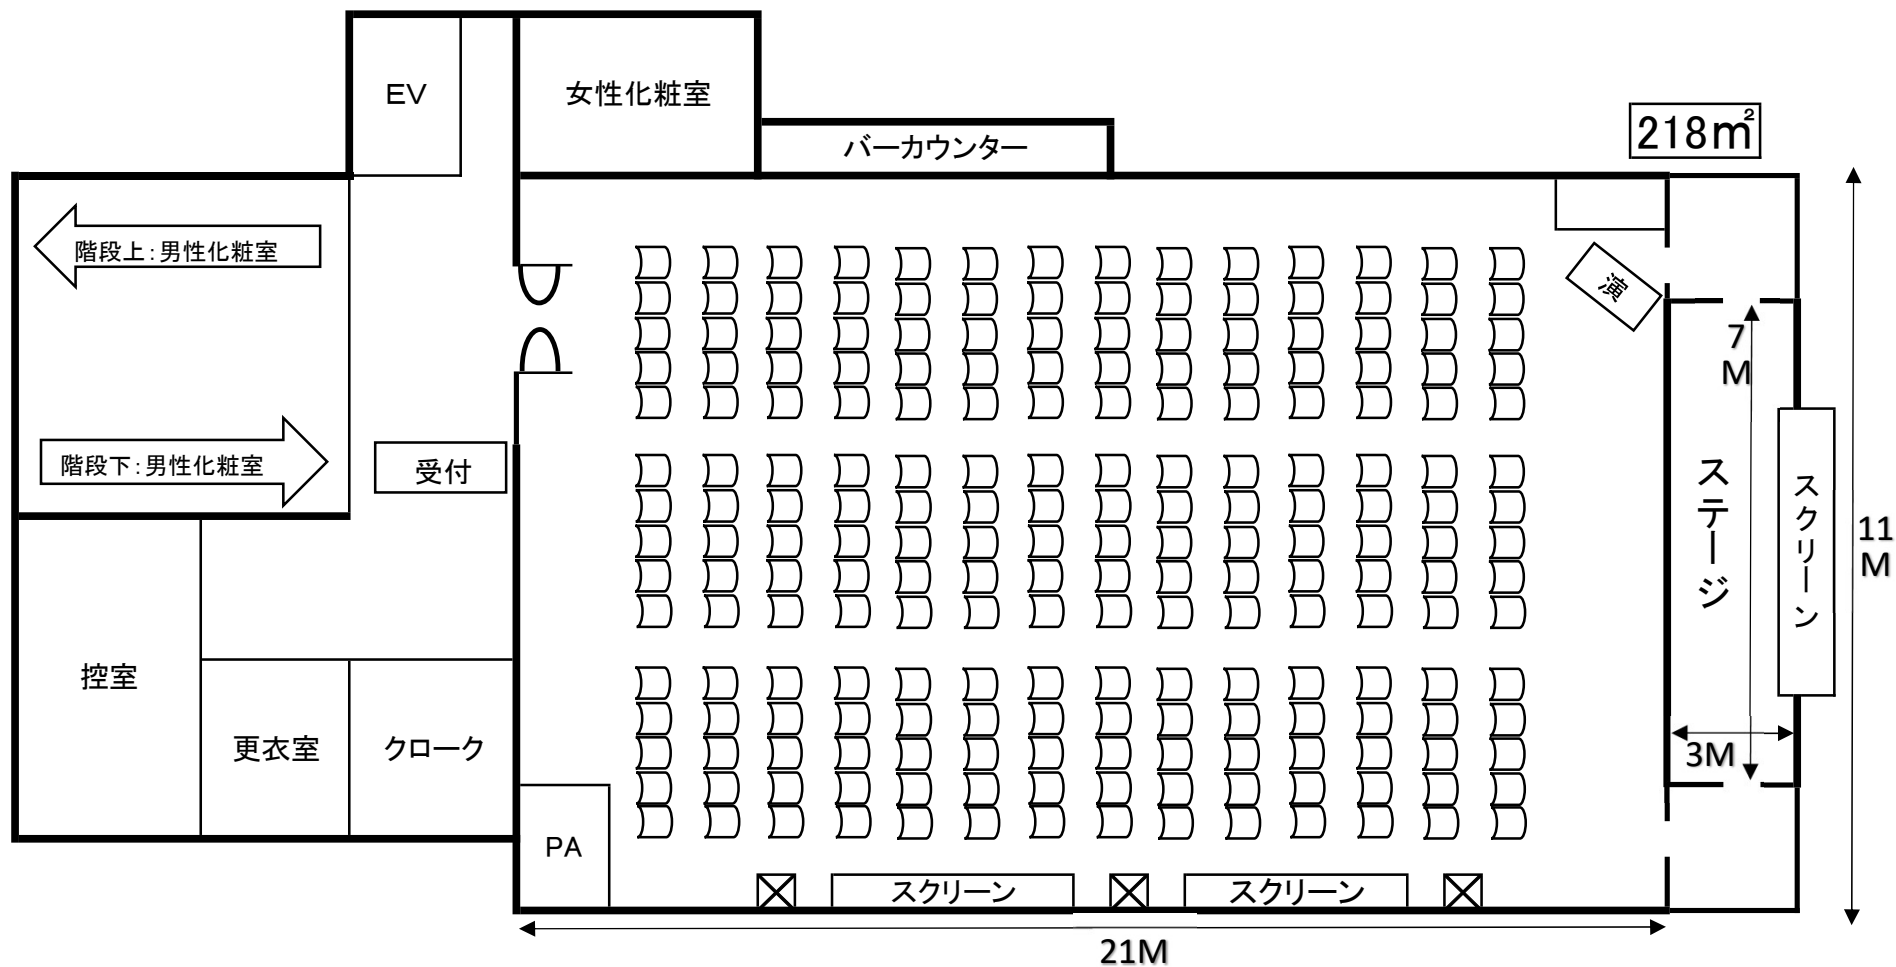 EV
女性化粧室
バーカウンター
218㎡
階段上:男性化粧室
演
7
M
階段下:男性化粧室
受付
ステージ
スクリーン
11
M
控室
更衣室
クローク
3M
PA
スクリーン
スクリーン
21M